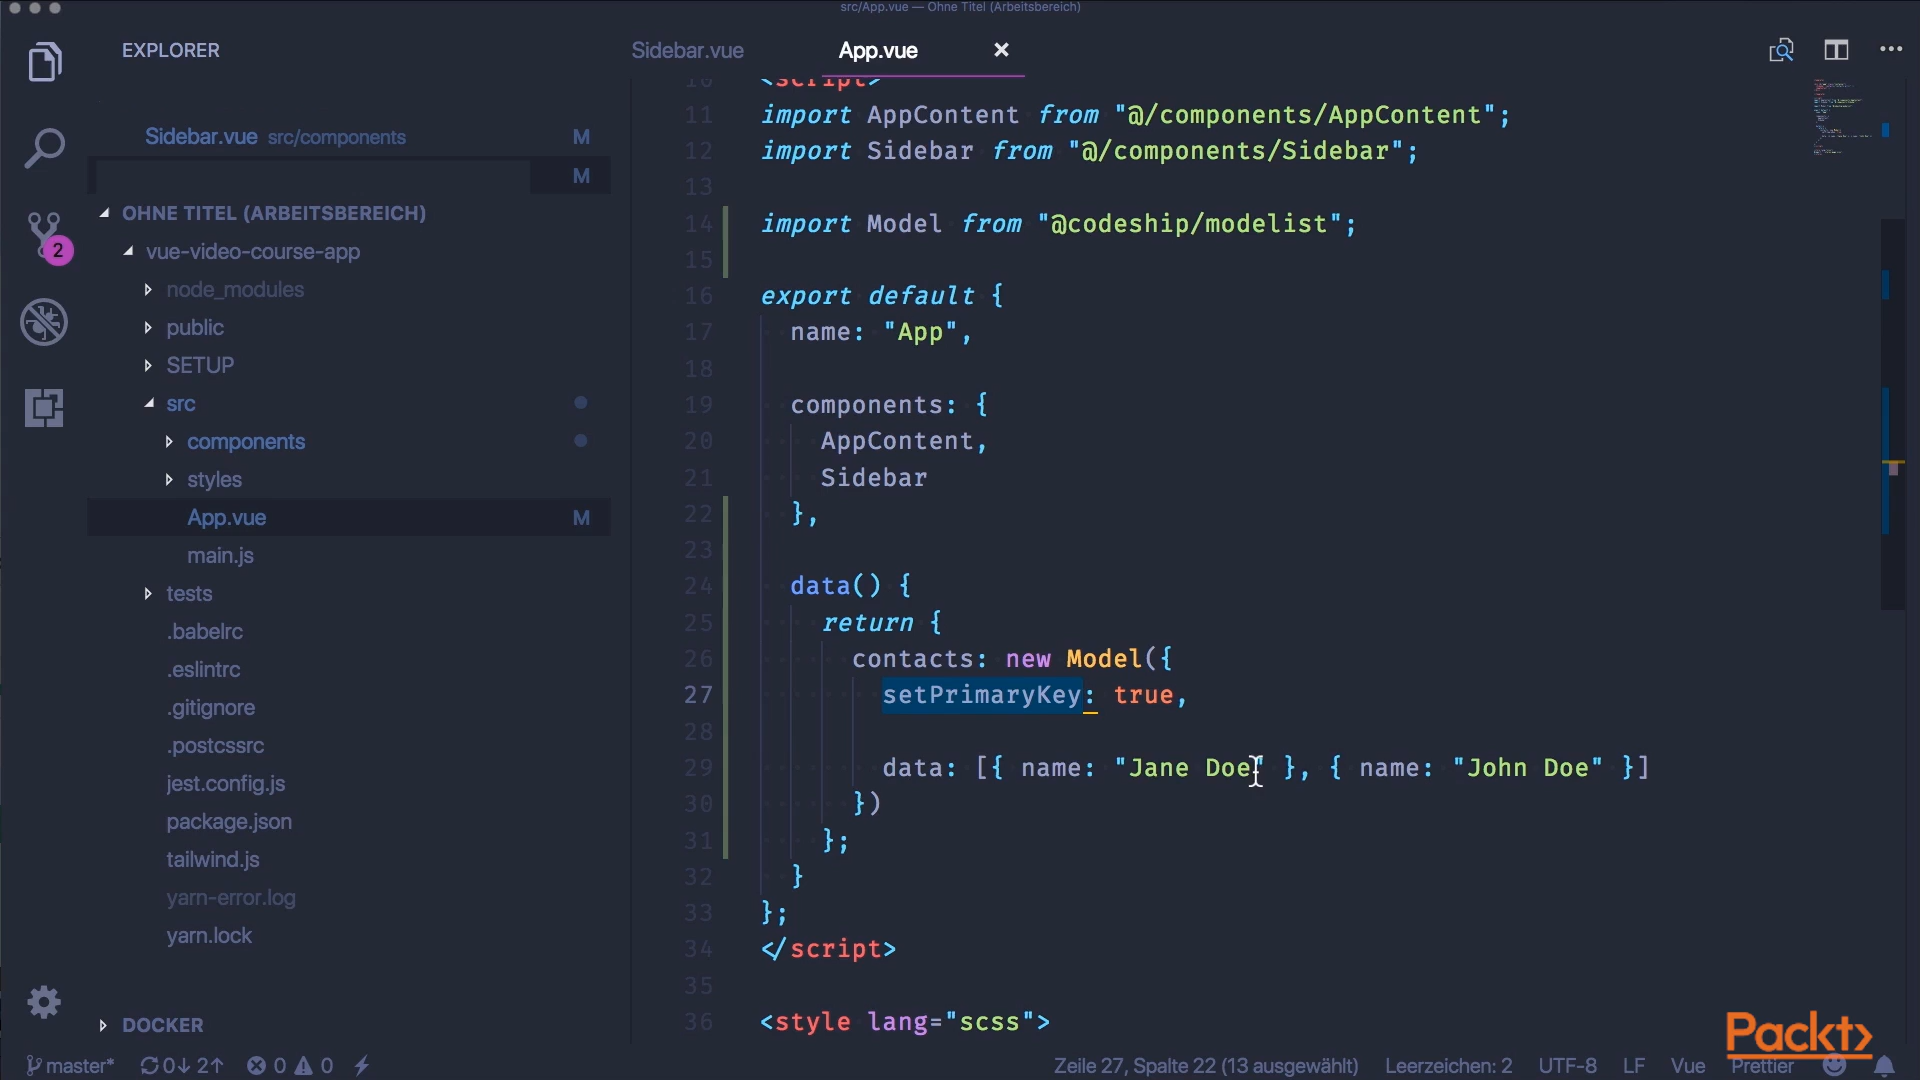 src/App.vue — Ohne Titel (Arbeitsbereich)
EXPLORER
Sidebar.vue
App.vue
Sidebar.vue src/components M
M
OHNE TITEL (ARBEITSBEREICH)
vue-video-course-app
node_modules
public
SETUP
src
components
styles
App.vue M
main.js
tests
.babelrc
.eslintrc
.gitignore
.postcssrc
jest.config.js
package.json
tailwind.js
yarn-error.log
yarn.lock
DOCKER
2
10 <script>
11 import AppContent from "@/components/AppContent";
12 import Sidebar from "@/components/Sidebar";
13
14 import Model from "@codeship/modelist";
15
16 export default {
17 name: "App",
18
19 components: {
20 AppContent,
21 Sidebar
22 },
23
24 data() {
25 return {
26 contacts: new Model({
27 setPrimaryKey: true,
28
29 data: [{ name: "Jane Doe" }, { name: "John Doe" }]
30 })
31 };
32 }
33 };
34 </script>
35
36 <style lang="scss">
Packt>
master* 0↓ 2↑ 0 0 Zeile 27, Spalte 22 (13 ausgewählt) Leerzeichen: 2 UTF-8 LF Vue Prettier